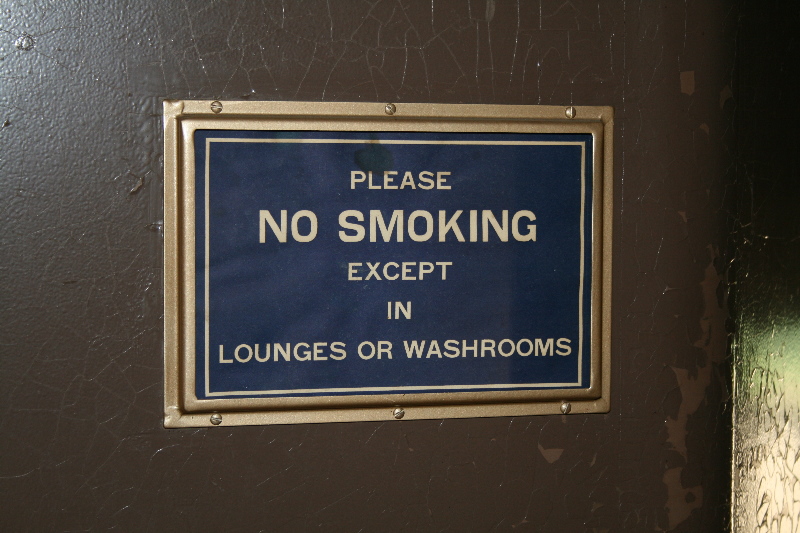 PLEASE
NO SMOKING
EXCEPT
IN
LOUNGES OR WASHROOMS